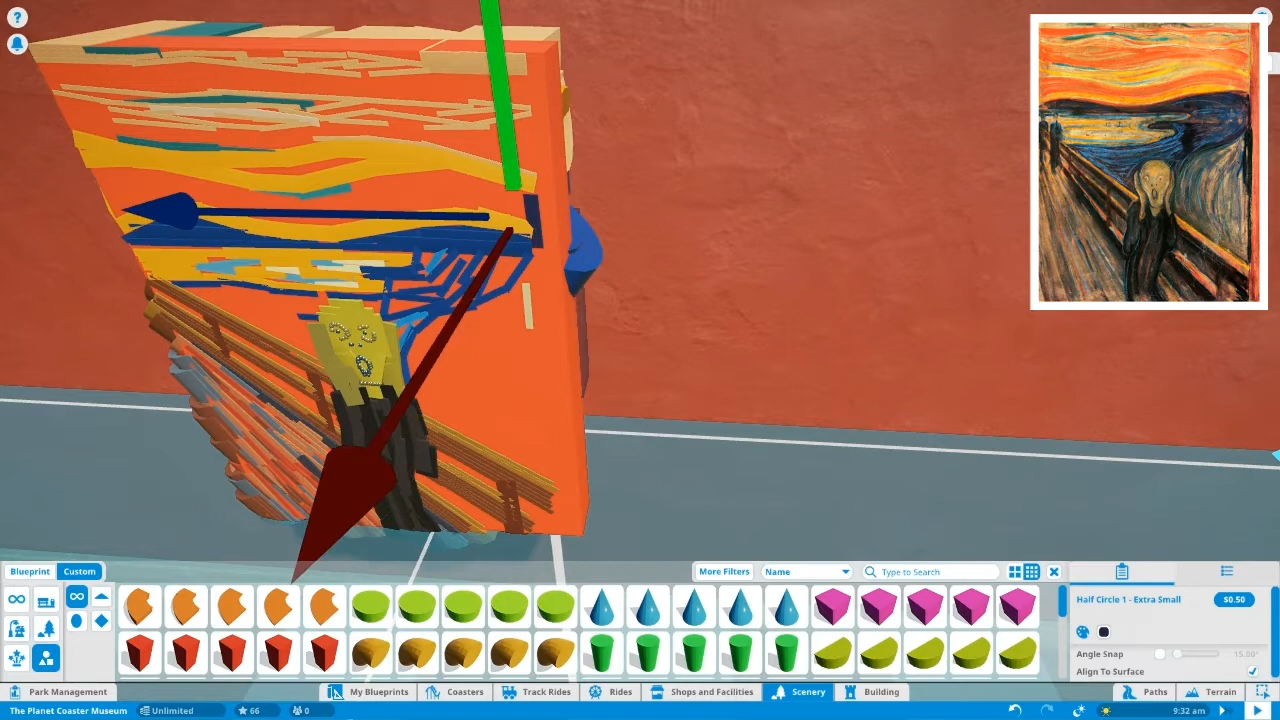 ?
Blueprint Custom
More Filters Name Type to Search
Half Circle 1 - Extra Small $0.50
Angle Snap 15.00°
Align To Surface
Park Management My Blueprints Coasters Track Rides Rides Shops and Facilities Scenery Building Paths Terrain
The Planet Coaster Museum Unlimited 66 0 9:32 am